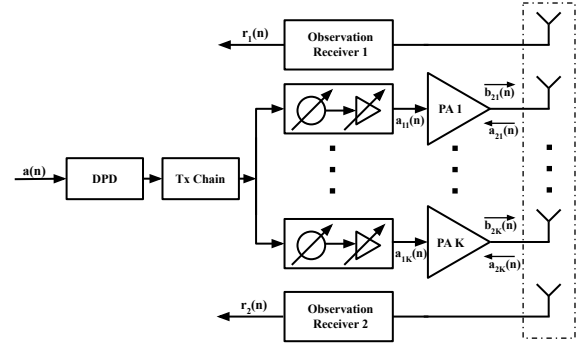 r1(n)
Observation
Receiver 1
a11(n)
PA 1
b21(n)
a21(n)
a(n)
DPD
Tx Chain
a1K(n)
PA K
b2K(n)
a2K(n)
r2(n)
Observation
Receiver 2